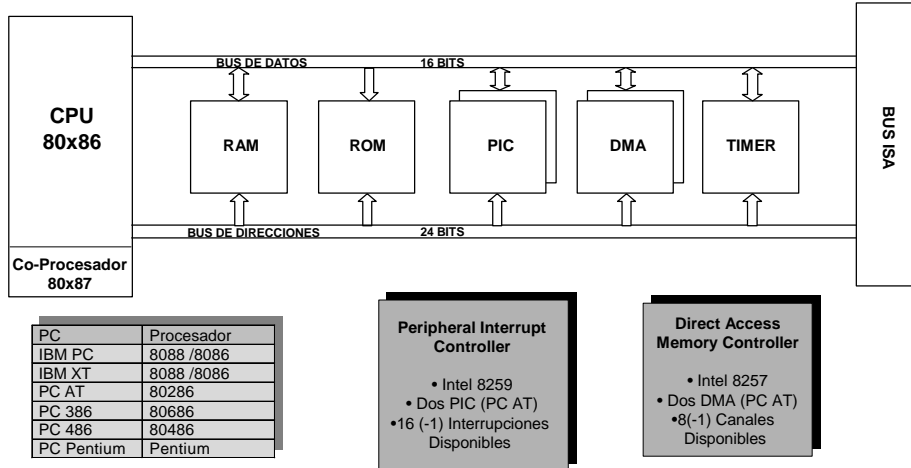 BUS DE DATOS 16 BITS
CPU
80x86
RAM
ROM
PIC
DMA
TIMER
BUS ISA
BUS DE DIRECCIONES 24 BITS
Co-Procesador
80x87
PC Procesador
IBM PC 8088 /8086
IBM XT 8088 /8086
PC AT 80286
PC 386 80686
PC 486 80486
PC Pentium Pentium
Peripheral Interrupt
Controller
• Intel 8259
• Dos PIC (PC AT)
•16 (-1) Interrupciones
Disponibles
Direct Access
Memory Controller
• Intel 8257
• Dos DMA (PC AT)
•8(-1) Canales
Disponibles